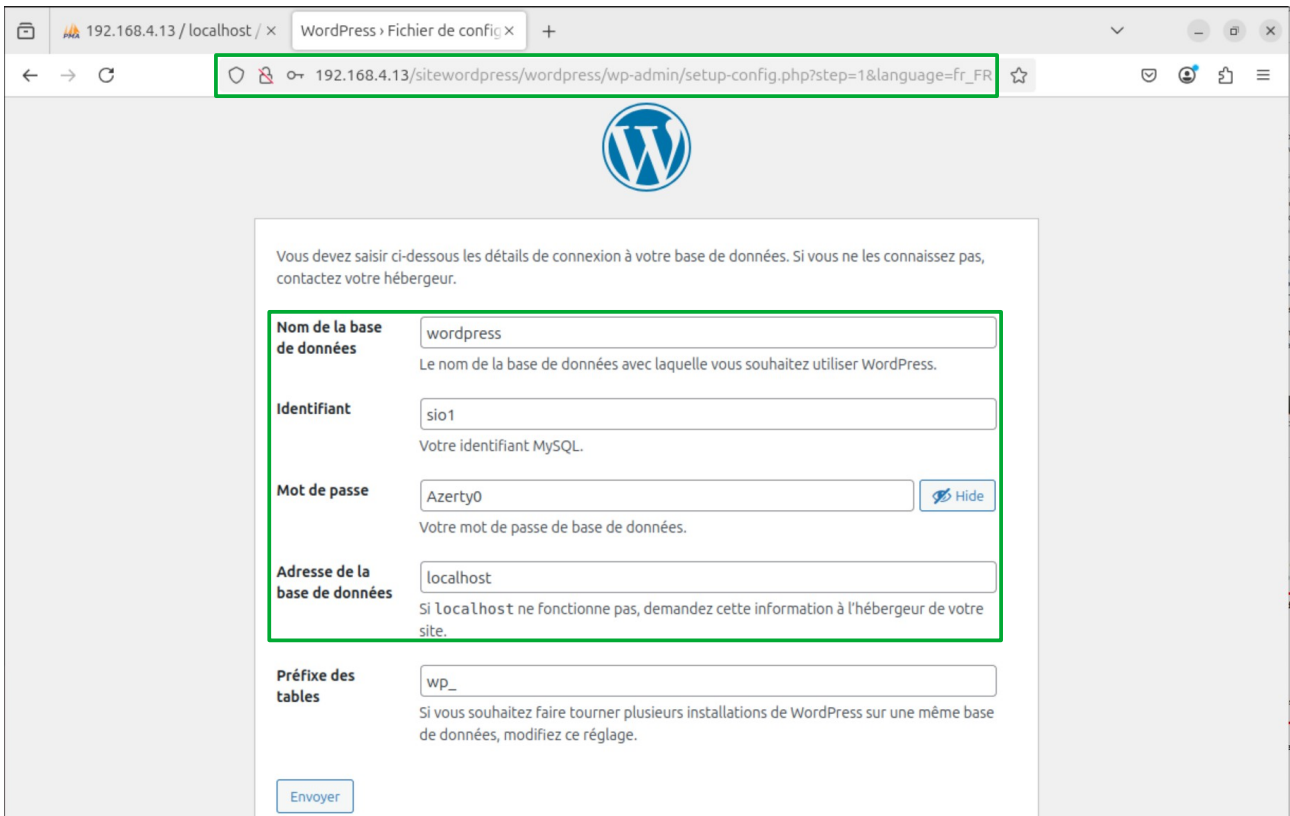 192.168.4.13 / localhost /
WordPress › Fichier de config
192.168.4.13/sitewordpress/wordpress/wp-admin/setup-config.php?step=1&language=fr_FR
Vous devez saisir ci-dessous les détails de connexion à votre base de données. Si vous ne les connaissez pas,
contactez votre hébergeur.
Nom de la base
de données
wordpress
Le nom de la base de données avec laquelle vous souhaitez utiliser WordPress.
Identifiant
sio1
Votre identifiant MySQL.
Mot de passe
Azerty0
Hide
Votre mot de passe de base de données.
Adresse de la
base de données
localhost
Si localhost ne fonctionne pas, demandez cette information à l’hébergeur de votre
site.
Préfixe des
tables
wp_
Si vous souhaitez faire tourner plusieurs installations de WordPress sur une même base
de données, modifiez ce réglage.
Envoyer